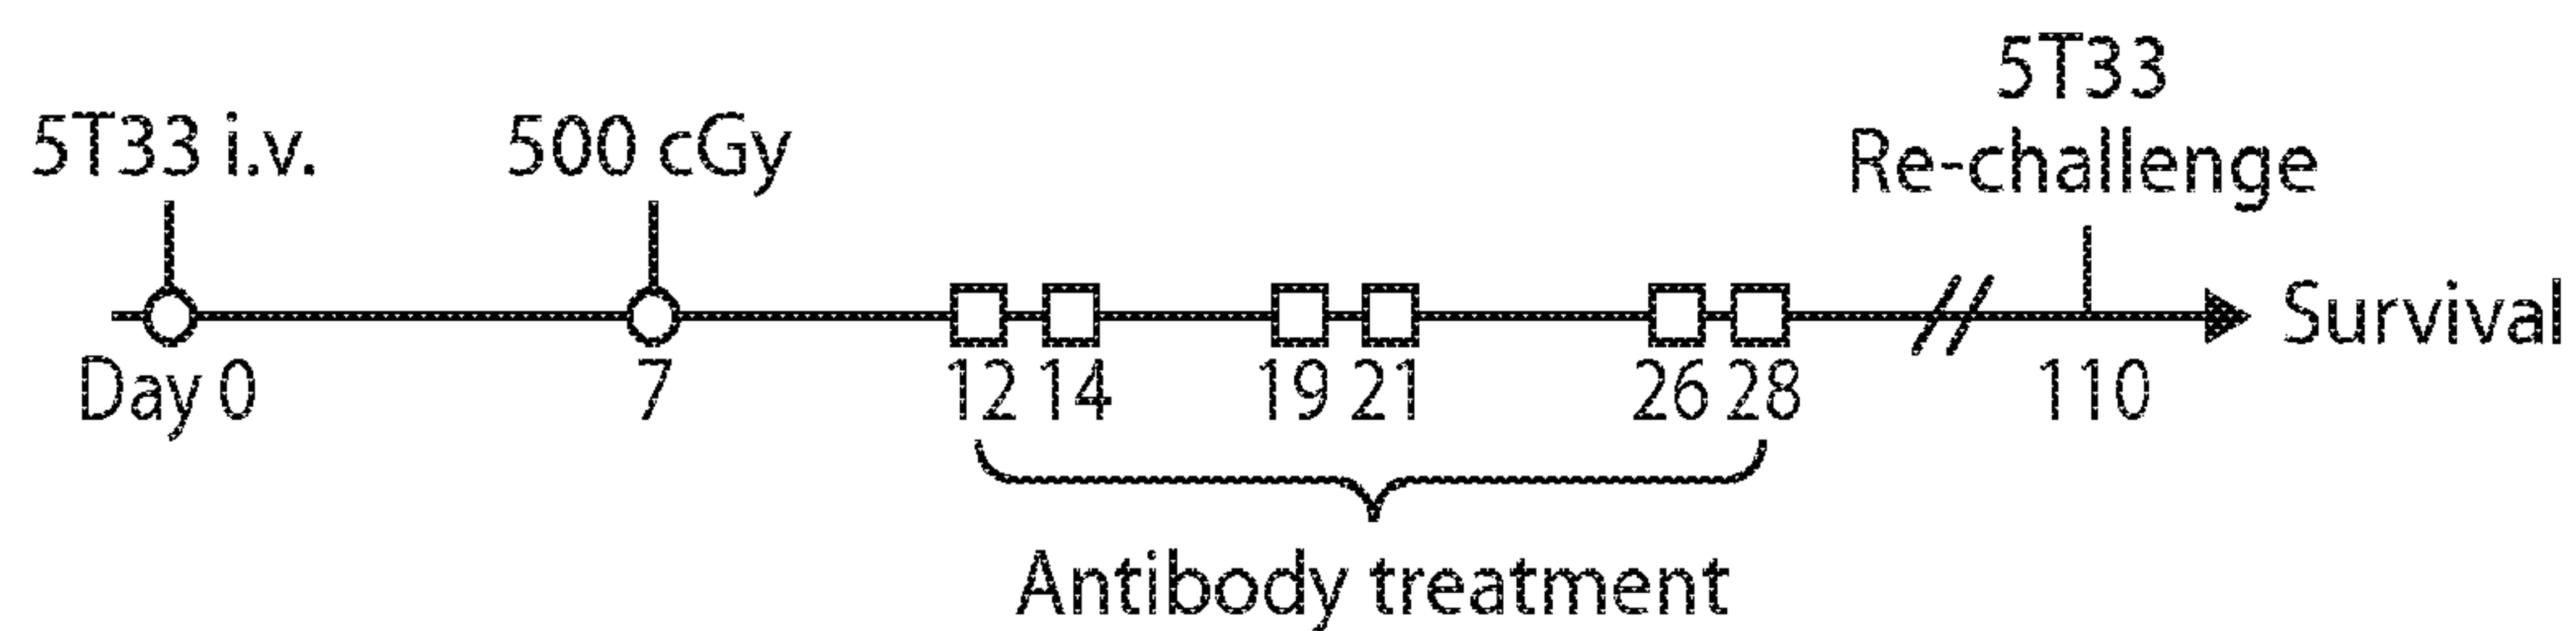 5T33 i.v.
500 cGy
5T33
Re-challenge
Survival
Day 0
7
12
14
19
21
26
28
110
Antibody treatment